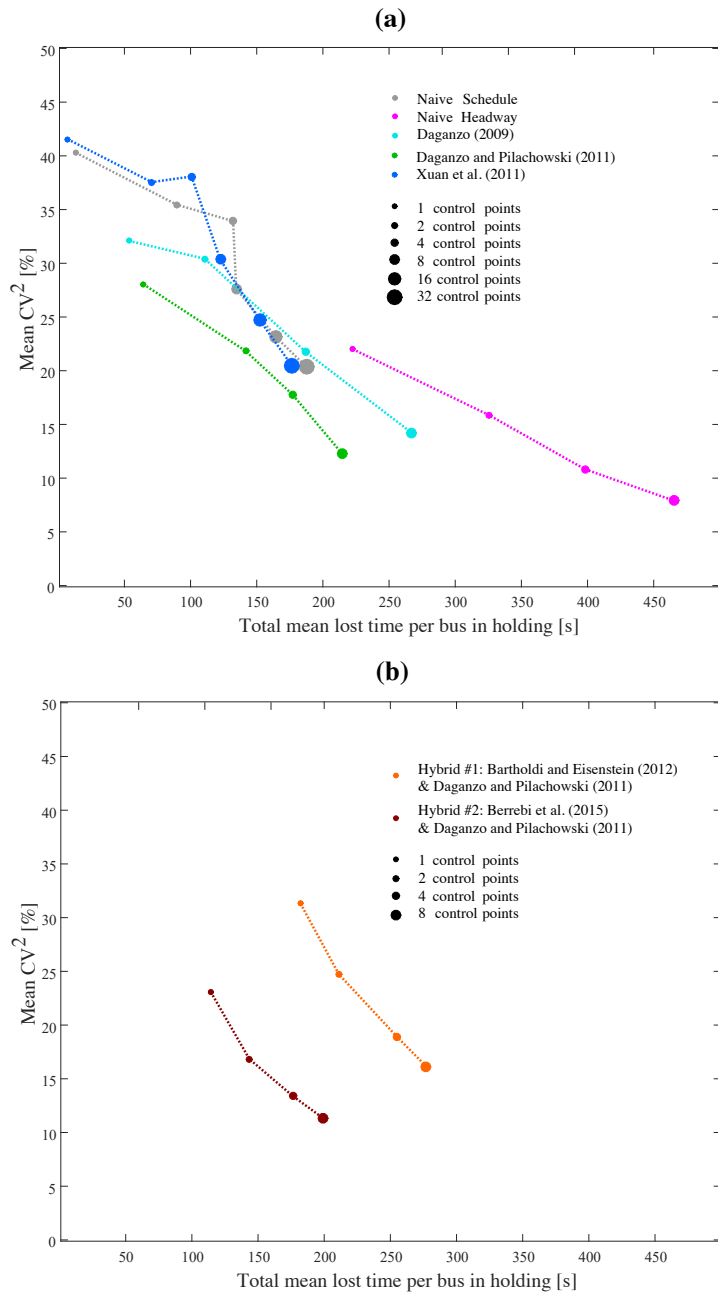 (a)
50
45
40
35
30
25
20
15
10
5
0
Mean CV2 [%]
Naive Schedule
Naive Headway
Daganzo (2009)
Daganzo and Pilachowski (2011)
Xuan et al. (2011)
1 control points
2 control points
4 control points
8 control points
16 control points
32 control points
50 100 150 200 250 300 350 400 450
Total mean lost time per bus in holding [s]
(b)
50
45
40
35
30
25
20
15
10
5
0
Mean CV2 [%]
Hybrid #1: Bartholdi and Eisenstein (2012)
& Daganzo and Pilachowski (2011)
Hybrid #2: Berrebi et al. (2015)
& Daganzo and Pilachowski (2011)
1 control points
2 control points
4 control points
8 control points
50 100 150 200 250 300 350 400 450
Total mean lost time per bus in holding [s]